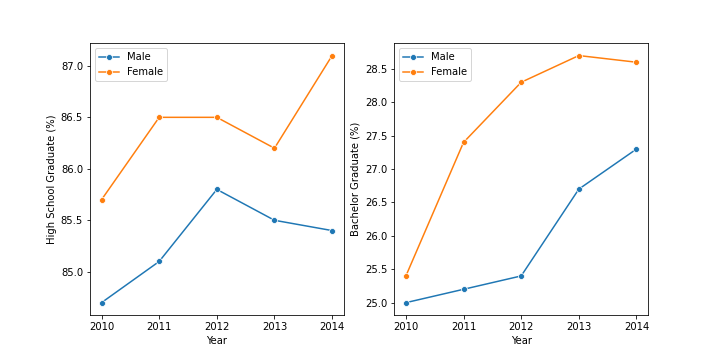 Male
Female
High School Graduate (%)
87.0
86.5
86.0
85.5
85.0
2010 2011 2012 2013 2014
Year
Male
Female
Bachelor Graduate (%)
28.5
28.0
27.5
27.0
26.5
26.0
25.5
25.0
2010 2011 2012 2013 2014
Year